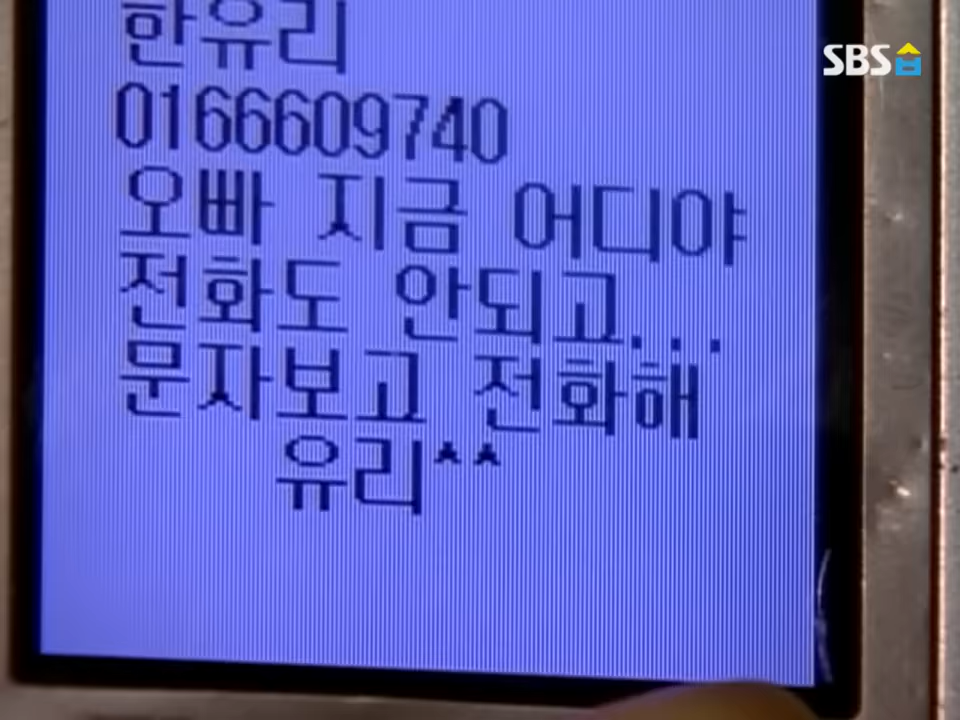 한유리
SBS
0166609740
오빠 지금 어디야
전화도 안되고...
문자보고 전화해
유리^^